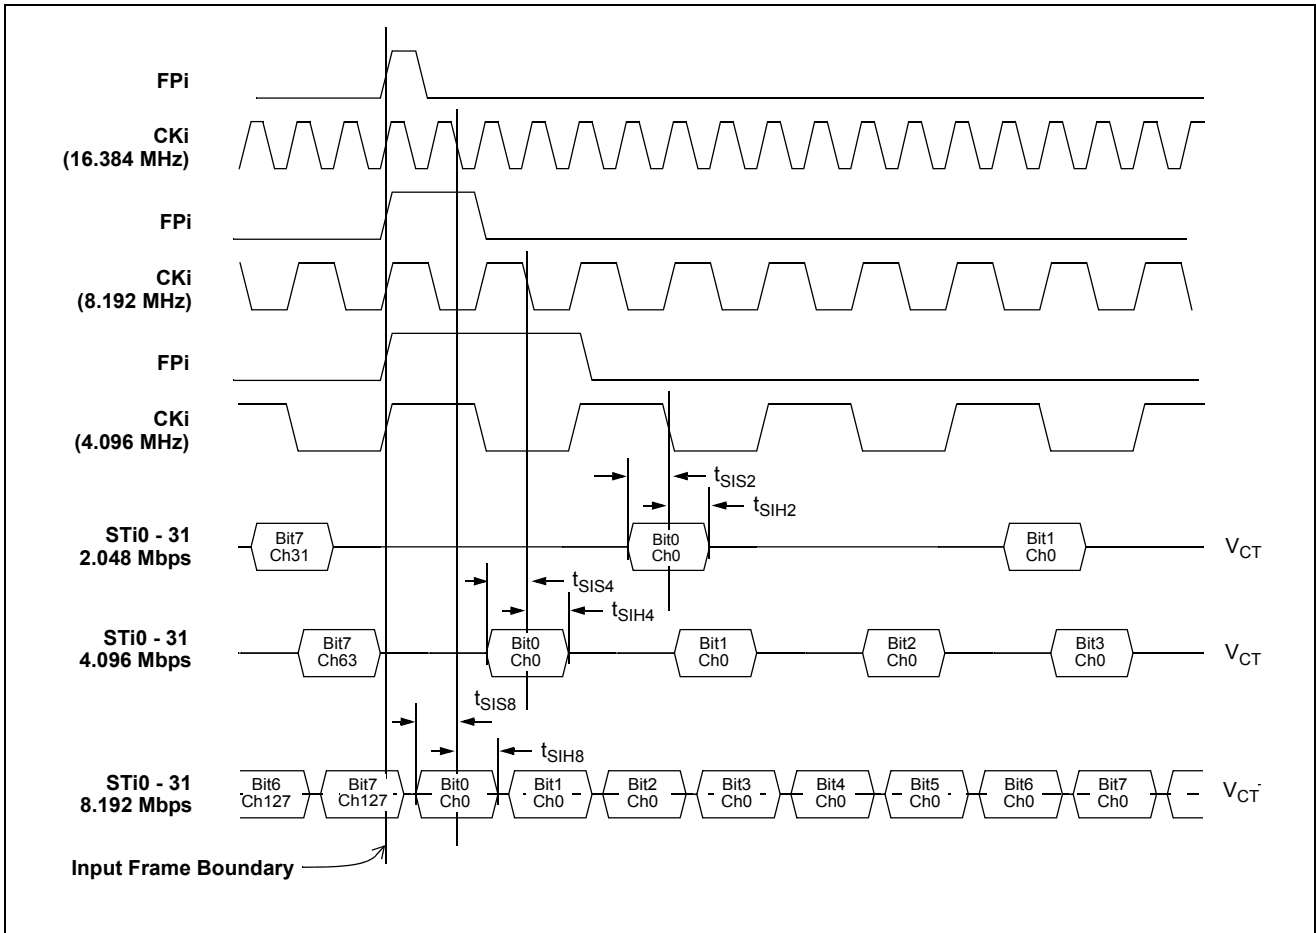 FPi
CKi
(16.384 MHz)
FPi
CKi
(8.192 MHz)
FPi
CKi
(4.096 MHz)
tSIS2
tSIH2
STi0 - 31
2.048 Mbps
Bit7
Ch31
Bit0
Ch0
Bit1
Ch0
VCT
tSIS4
tSIH4
STi0 - 31
4.096 Mbps
Bit7
Ch63
Bit0
Ch0
Bit1
Ch0
Bit2
Ch0
Bit3
Ch0
VCT
tSIS8
tSIH8
STi0 - 31
8.192 Mbps
Bit6
Ch127
Bit7
Ch127
Bit0
Ch0
Bit1
Ch0
Bit2
Ch0
Bit3
Ch0
Bit4
Ch0
Bit5
Ch0
Bit6
Ch0
Bit7
Ch0
VCT
Input Frame Boundary